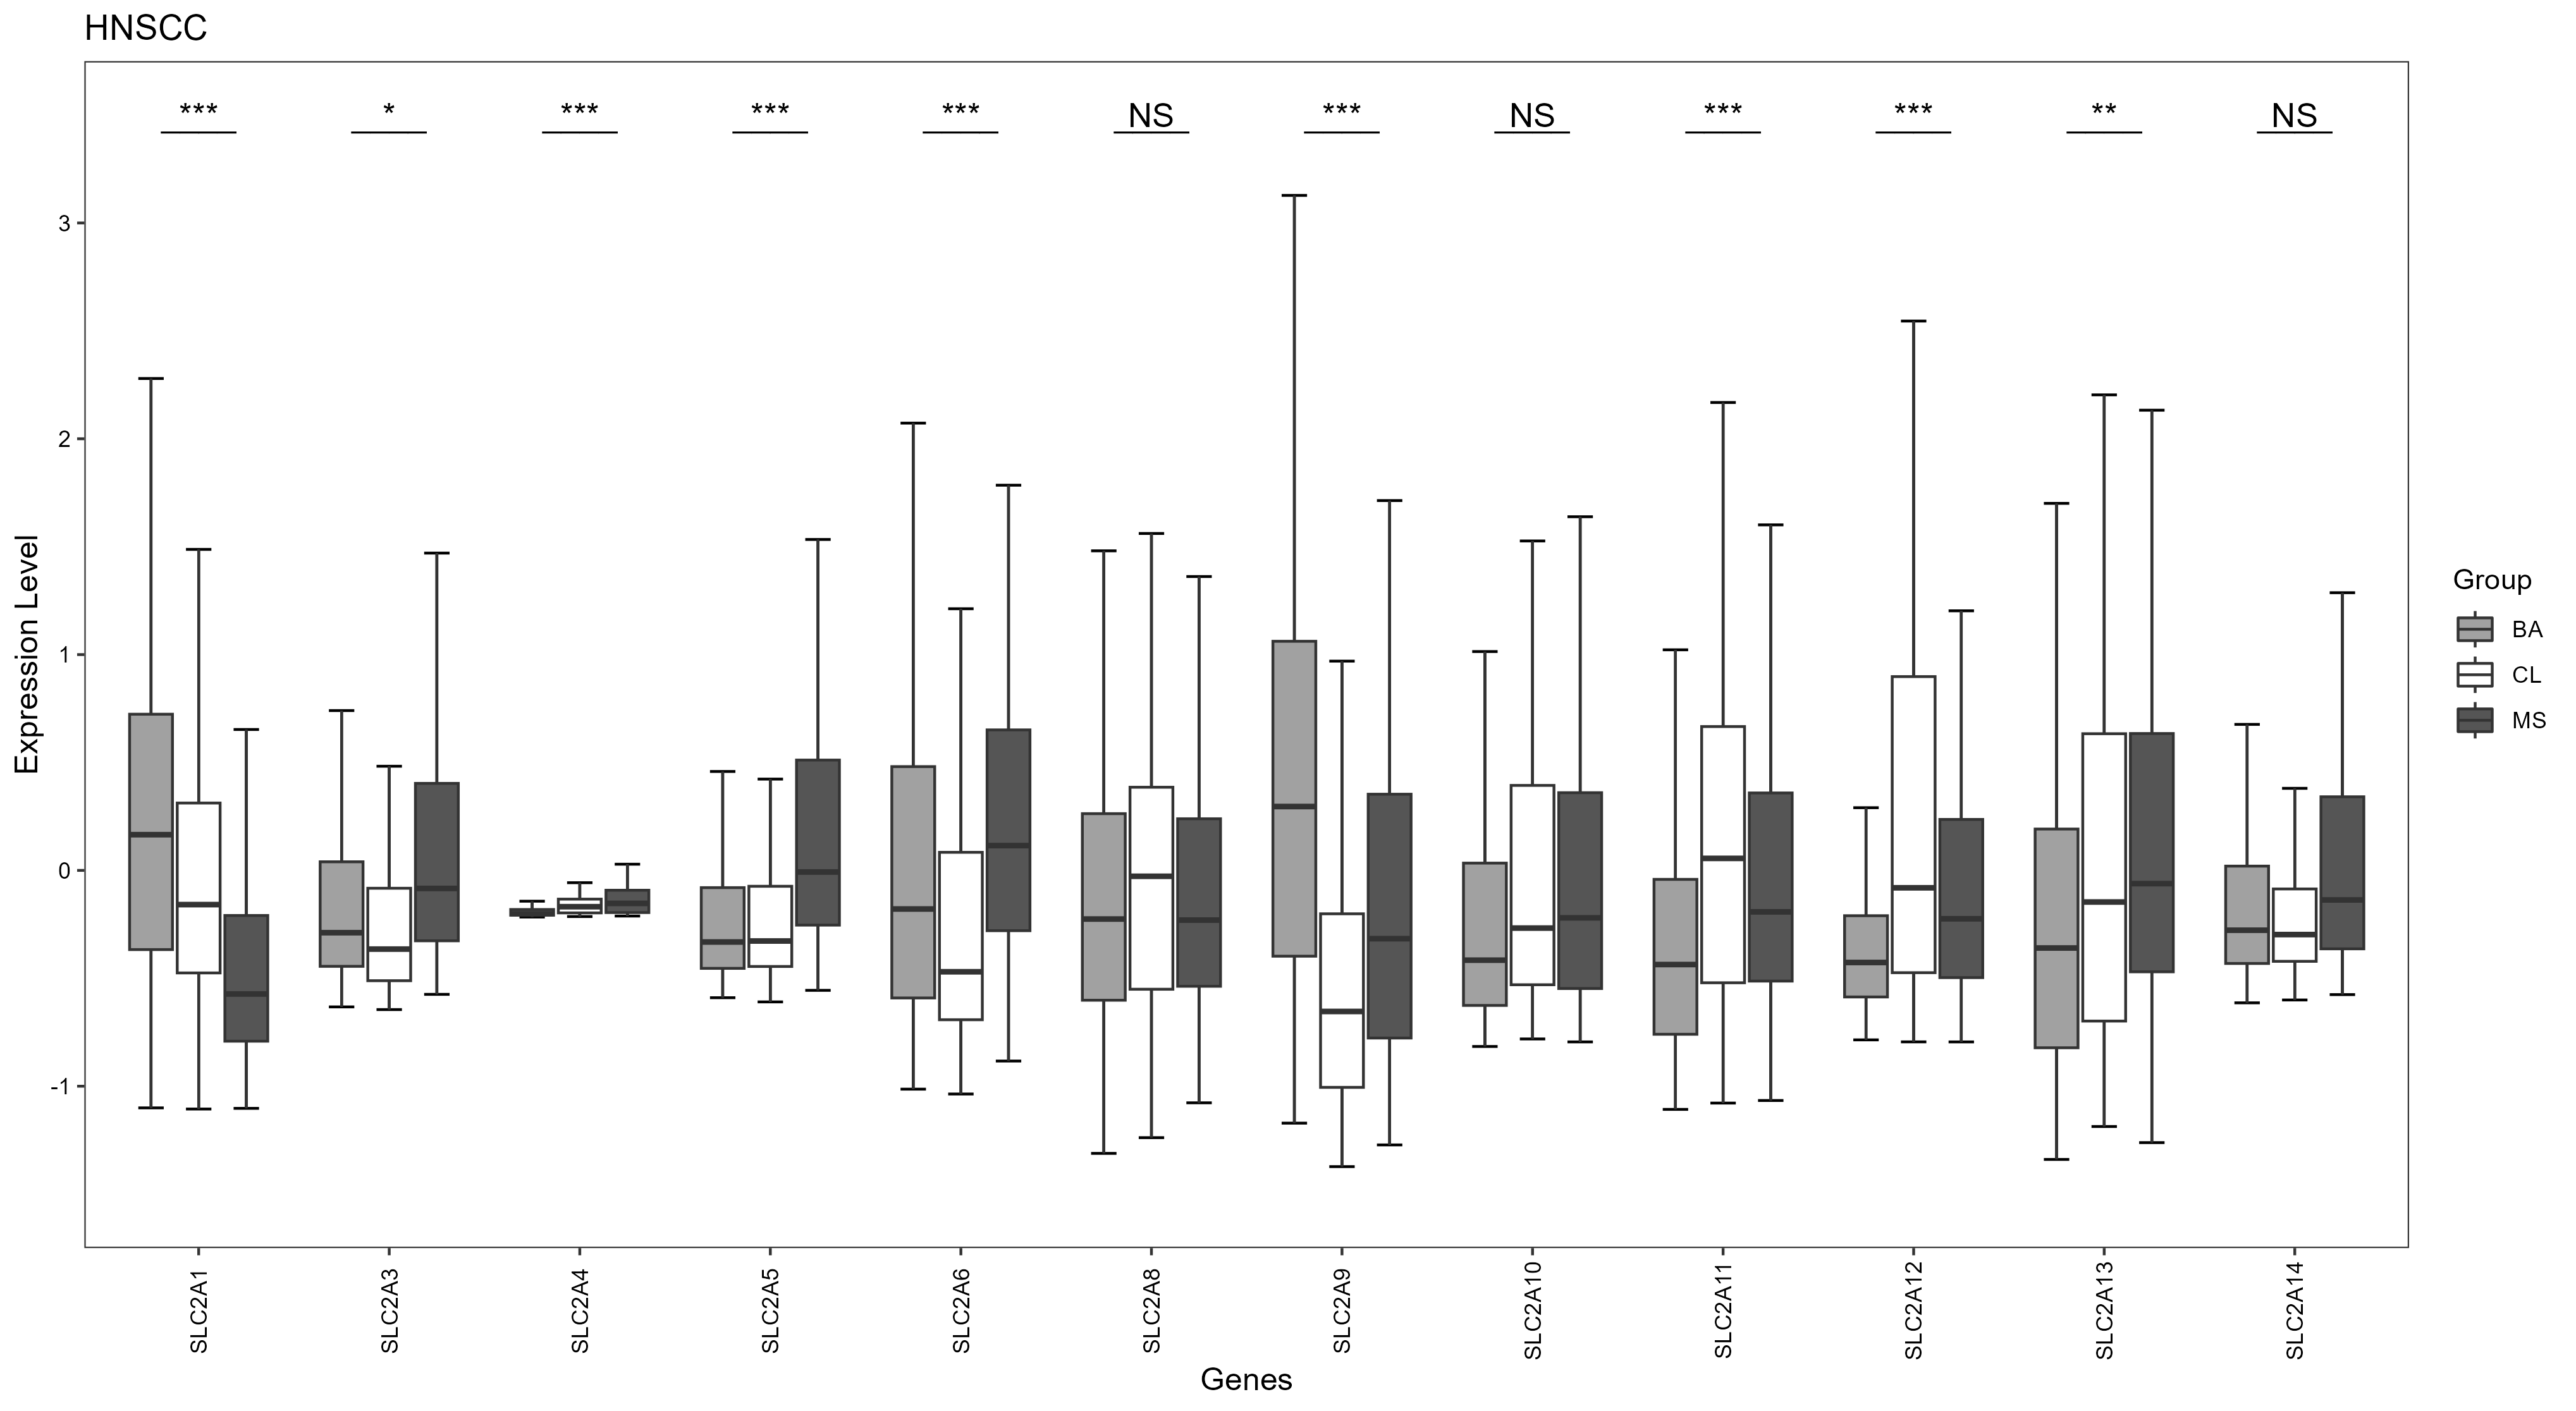 HNSCC
*** * *** *** *** NS *** NS *** *** ** NS
Expression Level
3
2
1
0
-1
SLC2A1
SLC2A3
SLC2A4
SLC2A5
SLC2A6
SLC2A8
SLC2A9
SLC2A10
SLC2A11
SLC2A12
SLC2A13
SLC2A14
Genes
Group
BA
CL
MS